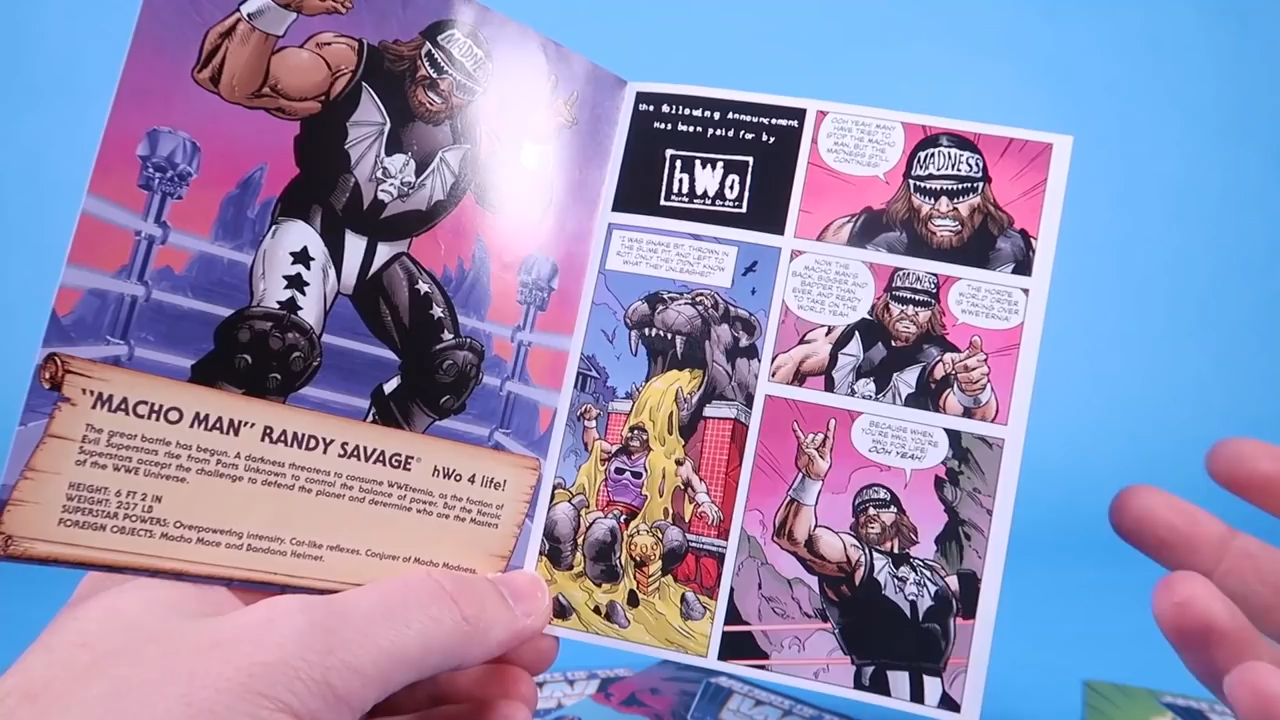 MADNESS
"MACHO MAN" RANDY SAVAGE® hWo 4 life!
The great battle has begun. A darkness threatens to consume WWEternia, as the faction of
Evil Superstars rise from Parts Unknown to control the balance of power. But the Heroic
Superstars accept the challenge to defend the planet and determine who are the Masters
of the WWE Universe.
HEIGHT: 6 FT 2 IN
WEIGHT: 237 LB
SUPERSTAR POWERS: Overpowering intensity. Cat-like reflexes. Conjurer of Macho Madness.
FOREIGN OBJECTS: Macho Mace and Bandana Helmet.
the following Announcement
Has been paid for by
hWo
Horde World Order
OOH YEAH! MANY
HAVE TRIED TO
STOP THE MACHO
MAN, BUT THE
MADNESS STILL
CONTINUES!
MADNESS
"I WAS SNAKE BIT, THROWN IN
THE SLIME PIT, AND LEFT TO
ROT! ONLY THEY DIDN'T KNOW
WHAT THEY UNLEASHED!"
NOW THE
MACHO MAN'S
BACK, BIGGER AND
BADDER THAN
EVER, AND READY
TO TAKE ON THE
WORLD, YEAH.
MADNESS
THE HORDE
WORLD ORDER
IS TAKING OVER
WWETERNIA!
BECAUSE WHEN
YOU'RE hWo, YOU'RE
hWo FOR LIFE!
OOH YEAH!
MADNESS